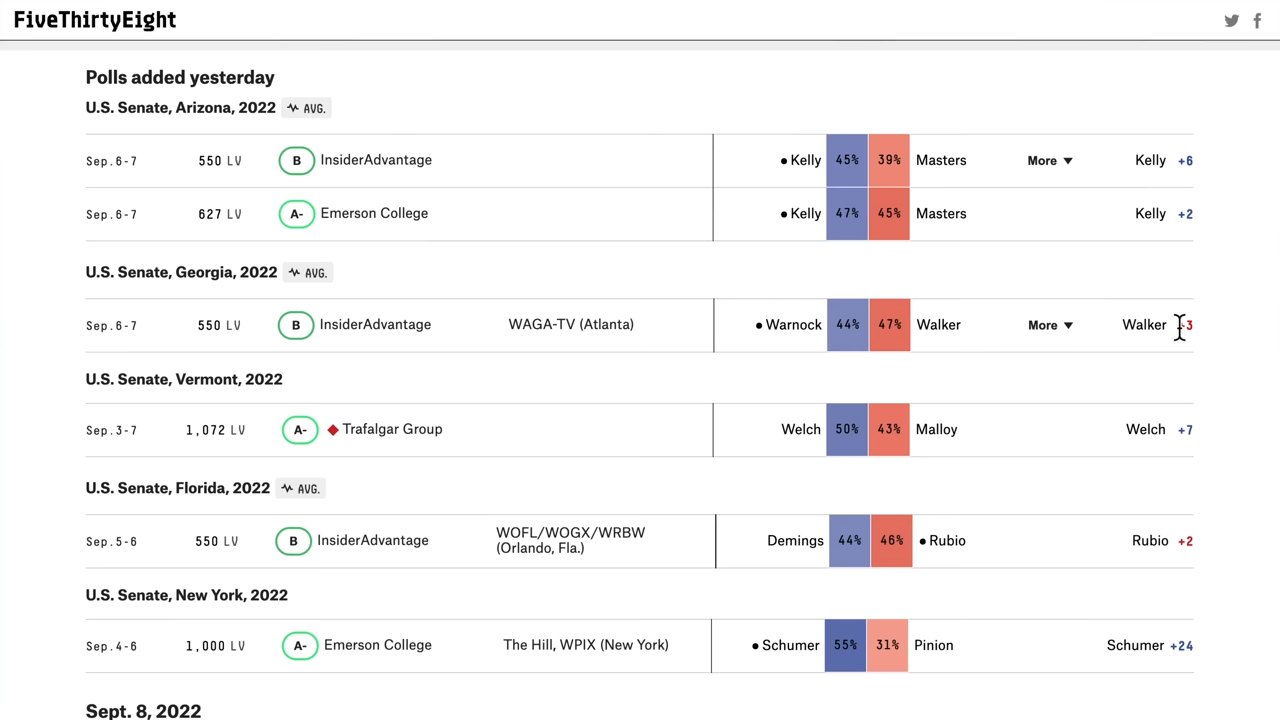 FiveThirtyEight
Polls added yesterday
U.S. Senate, Arizona, 2022 AVG.
Sep.6-7 550 LV B InsiderAdvantage • Kelly 45% 39% Masters More ▼ Kelly +6
Sep.6-7 627 LV A- Emerson College • Kelly 47% 45% Masters Kelly +2
U.S. Senate, Georgia, 2022 AVG.
Sep.6-7 550 LV B InsiderAdvantage WAGA-TV (Atlanta) • Warnock 44% 47% Walker More ▼ Walker 3
U.S. Senate, Vermont, 2022
Sep.3-7 1,072 LV A- ♦ Trafalgar Group Welch 50% 43% Malloy Welch +7
U.S. Senate, Florida, 2022 AVG.
Sep.5-6 550 LV B InsiderAdvantage WOFL/WOGX/WRBW (Orlando, Fla.) Demings 44% 46% • Rubio Rubio +2
U.S. Senate, New York, 2022
Sep.4-6 1,000 LV A- Emerson College The Hill, WPIX (New York) • Schumer 55% 31% Pinion Schumer +24
Sept. 8, 2022